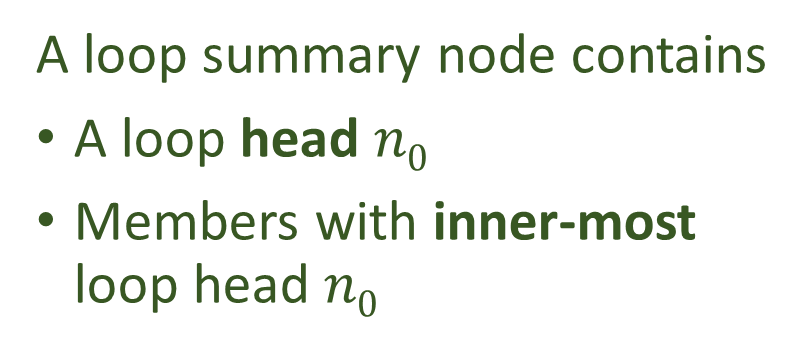 A loop summary node contains
• A loop head n₀
• Members with inner-most
loop head n₀